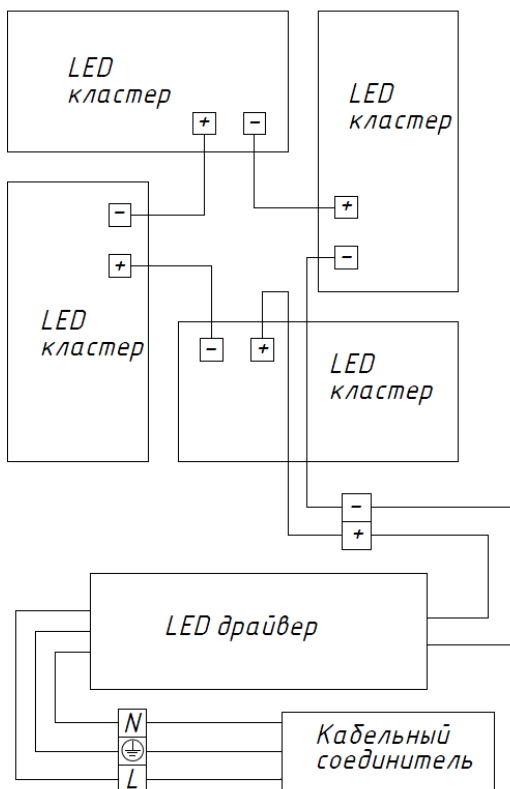 LED
кластер
+ -
LED
кластер
+
-
-
+
LED
кластер
- +
LED
кластер
-
+
LED драйвер
N
L
Кабельный
соединитель